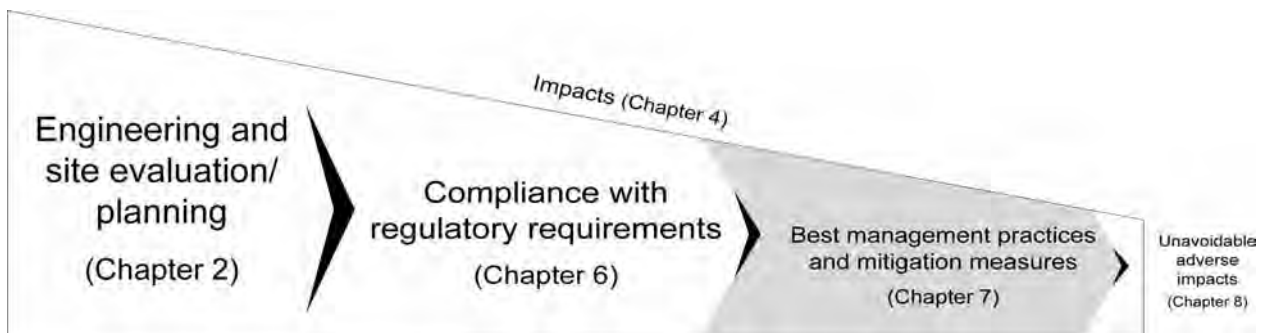 Impacts (Chapter 4)
Engineering and
site evaluation/
planning
(Chapter 2)
Compliance with
regulatory requirements
(Chapter 6)
Best management practices
and mitigation measures
(Chapter 7)
Unavoidable
adverse
impacts
(Chapter 8)